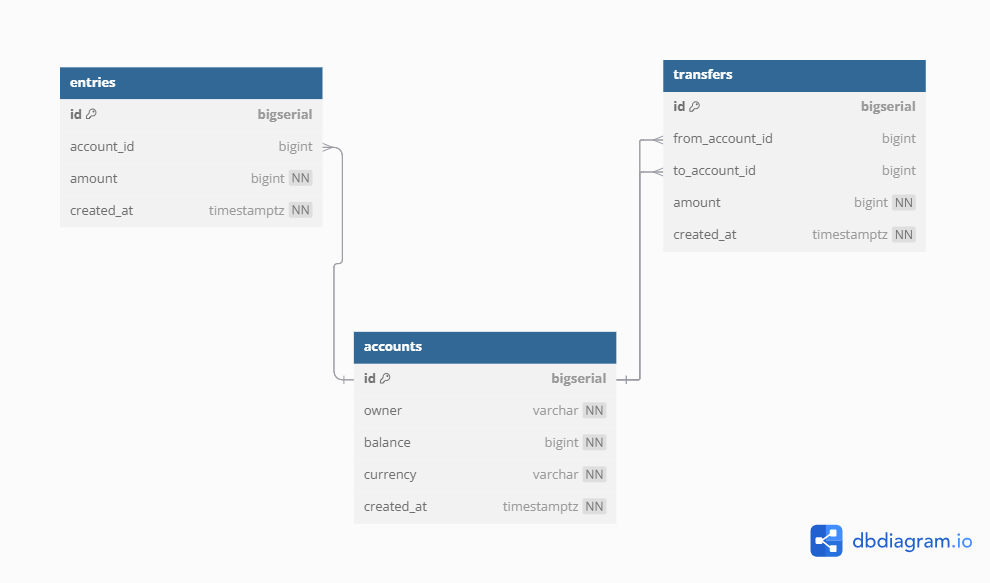 entries
id bigserial
account_id bigint
amount bigint NN
created_at timestamptz NN
transfers
id bigserial
from_account_id bigint
to_account_id bigint
amount bigint NN
created_at timestamptz NN
accounts
id bigserial
owner varchar NN
balance bigint NN
currency varchar NN
created_at timestamptz NN
dbdiagram.io